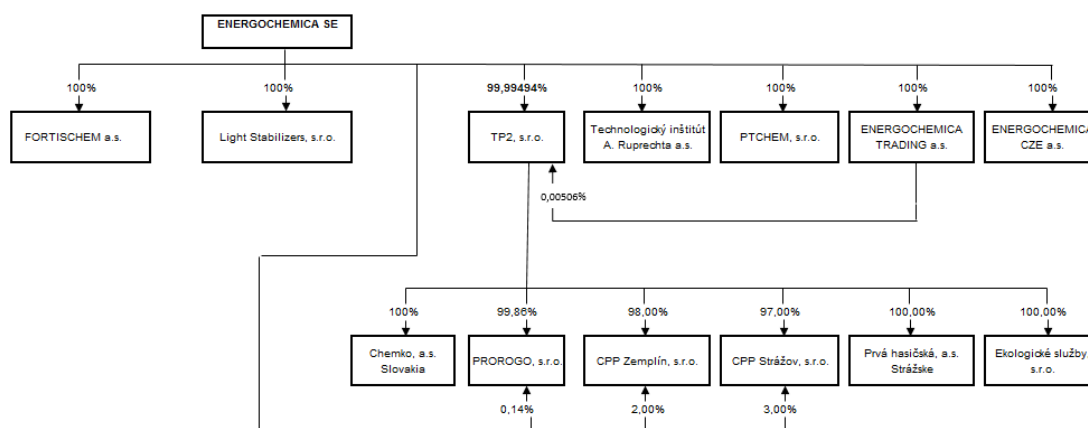 ENERGOCHEMICA SE
100%
100%
99,99494%
100%
100%
100%
100%
FORTISCHEM a.s.
Light Stabilizers, s.r.o.
TP2, s.r.o.
Technologický inštitút
A. Ruprechta a.s.
PTCHEM, s.r.o.
ENERGOCHEMICA
TRADING a.s.
ENERGOCHEMICA
CZE a.s.
0,00506%
100%
99,86%
98,00%
97,00%
100,00%
100,00%
Chemko, a.s.
Slovakia
PROROGO, s.r.o.
CPP Zemplín, s.r.o.
CPP Strážov, s.r.o.
Prvá hasičská, a.s.
Strážske
Ekologické služby,
s.r.o.
0,14%
2,00%
3,00%